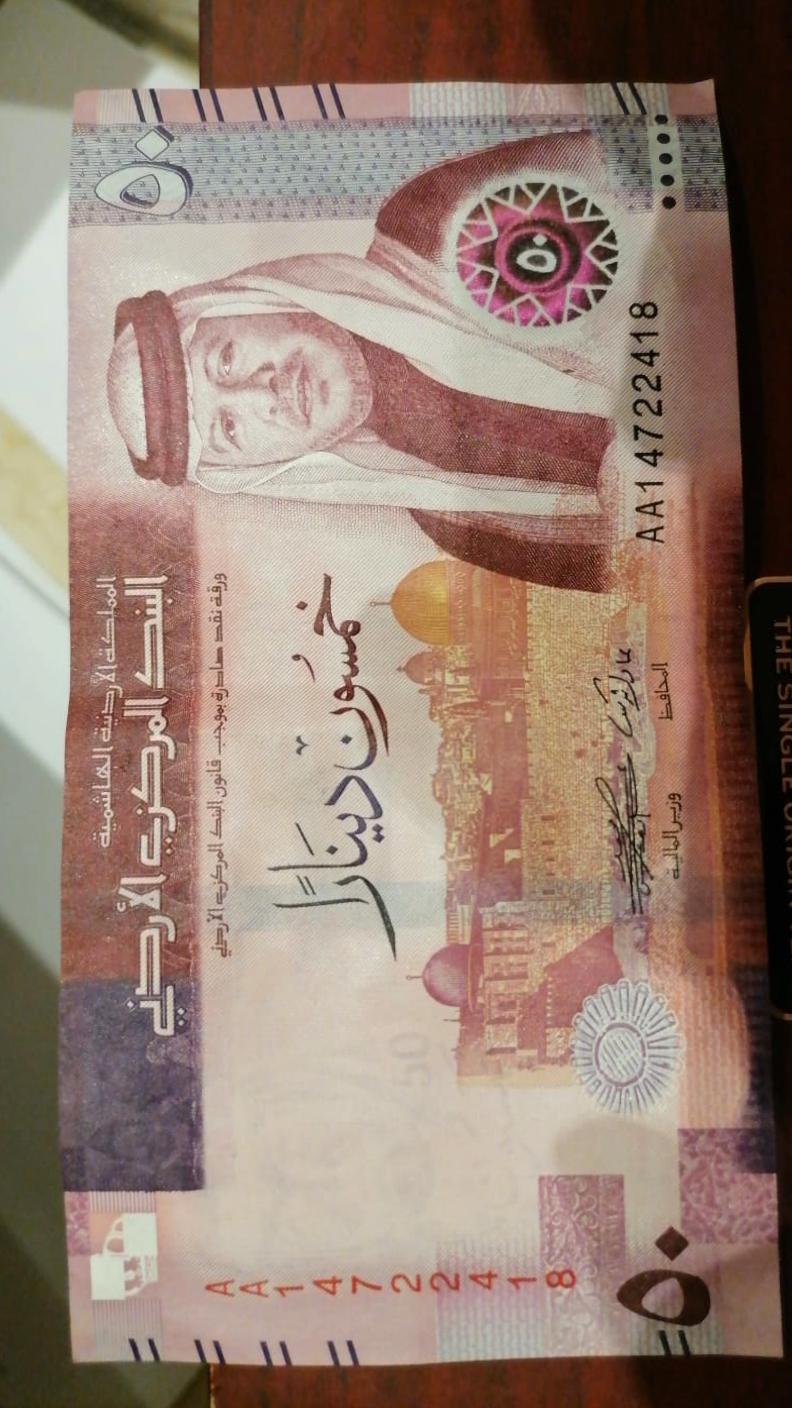 المملكة الأردنية الهاشمية
البنك المركزي الأردني
ورقة نقد صادرة بموجب قانون البنك المركزي الأردني
خمسون دينارًا
٥٠
٥٠
٥٠
المحافظ
وزير المالية
AA14722418
AA14722418
50
THE SINGLE ORIGIN